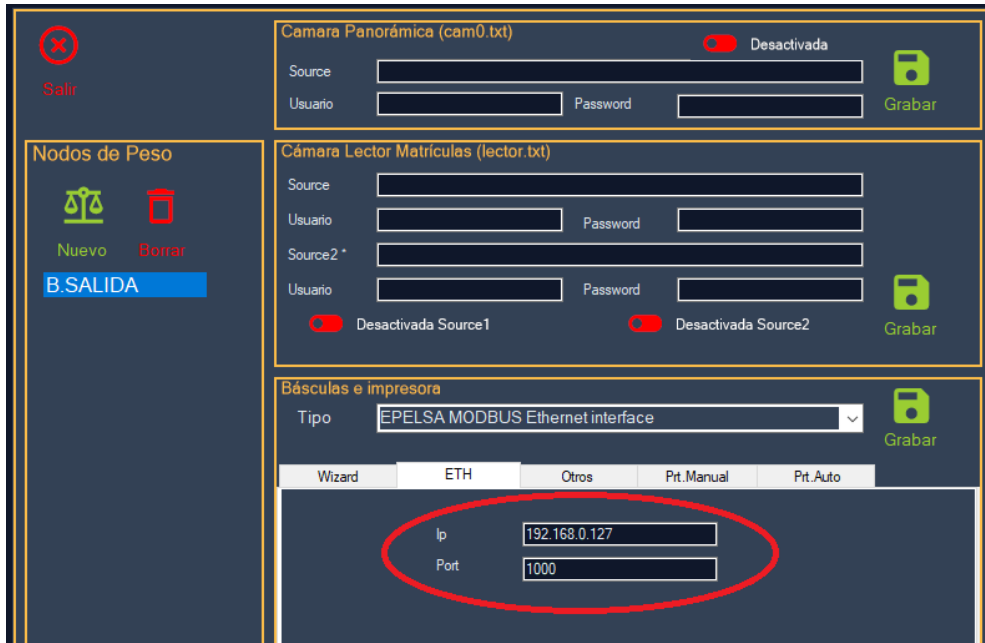 Salir
Camara Panorámica (cam0.txt)
Desactivada
Source
Usuario Password
Grabar
Nodos de Peso
Nuevo Borrar
B.SALIDA
Cámara Lector Matrículas (lector.txt)
Source
Usuario Password
Source2 *
Usuario Password
Desactivada Source1 Desactivada Source2
Grabar
Básculas e impresora
Tipo EPELSA MODBUS Ethernet interface
Grabar
Wizard ETH Otros Prt.Manual Prt.Auto
Ip 192.168.0.127
Port 1000